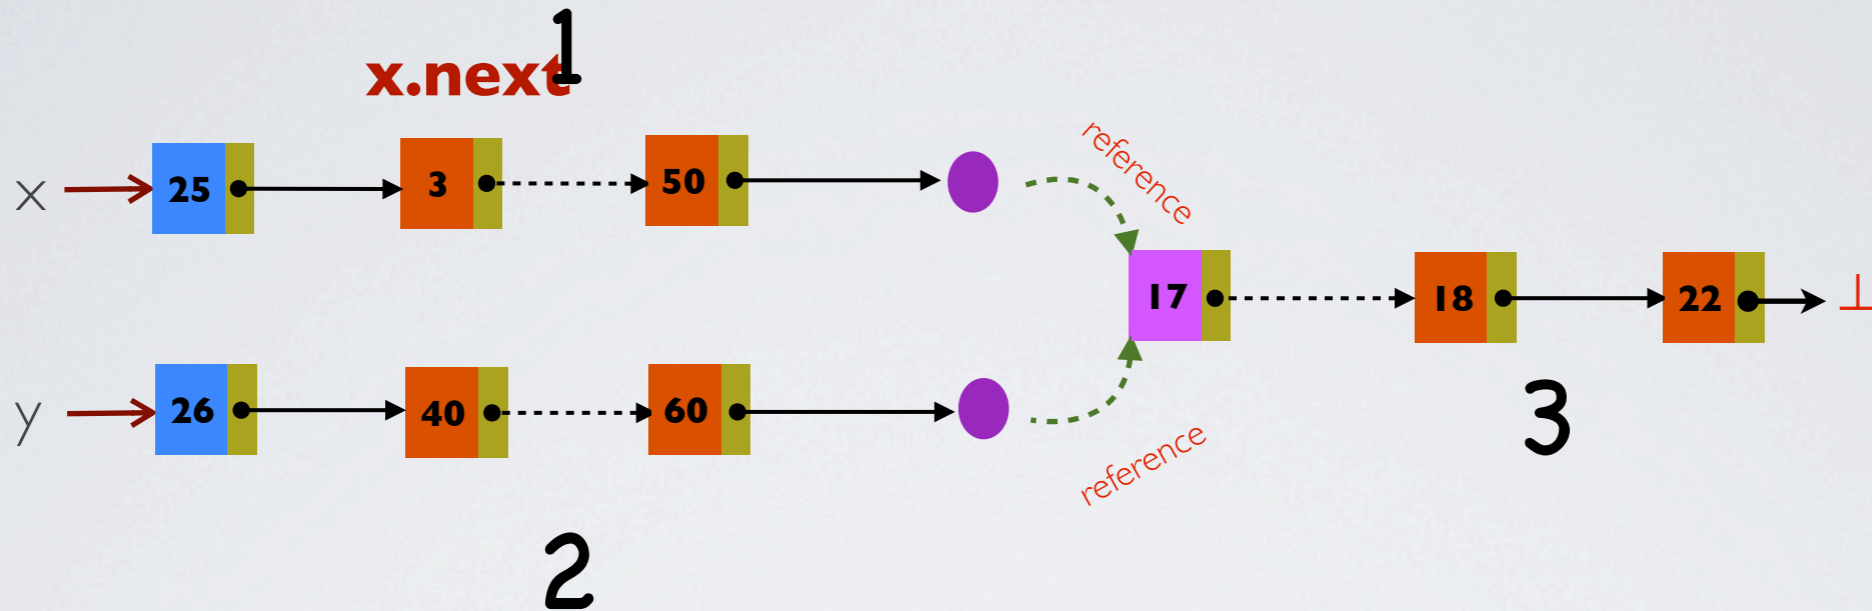 1
x.next
x 25 3 50
reference
17 18 22 ⊥
y 26 40 60
3
reference
2